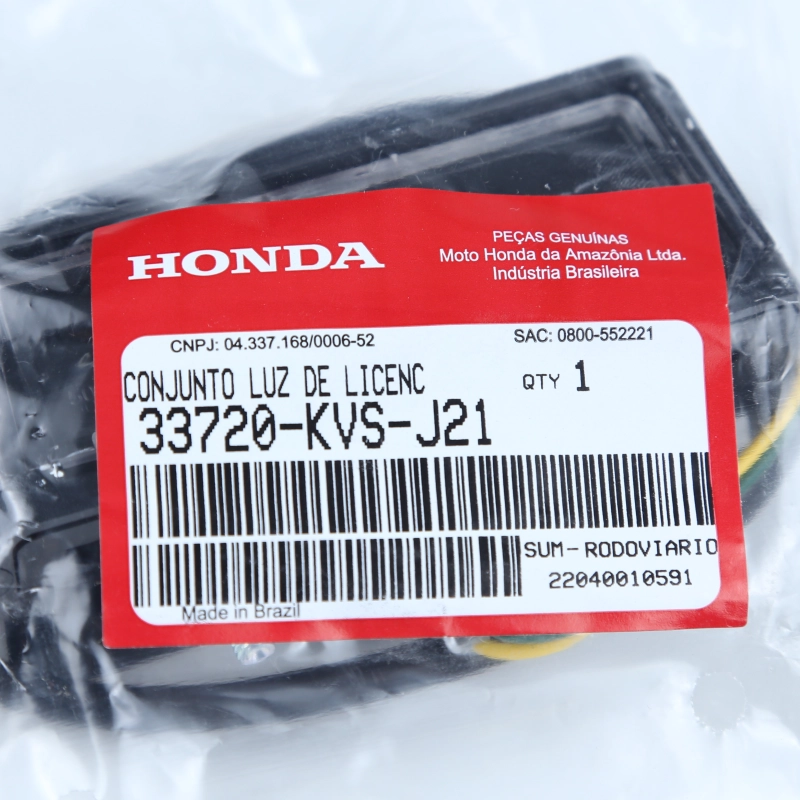 HONDA
PEÇAS GENUÍNAS
Moto Honda da Amazônia Ltda.
Indústria Brasileira
CNPJ: 04.337.168/0006-52
SAC: 0800-552221
CONJUNTO LUZ DE LICENC
QTY 1
33720-KVS-J21
SUM-RODOVIARIO
22040010591
Made in Brazil